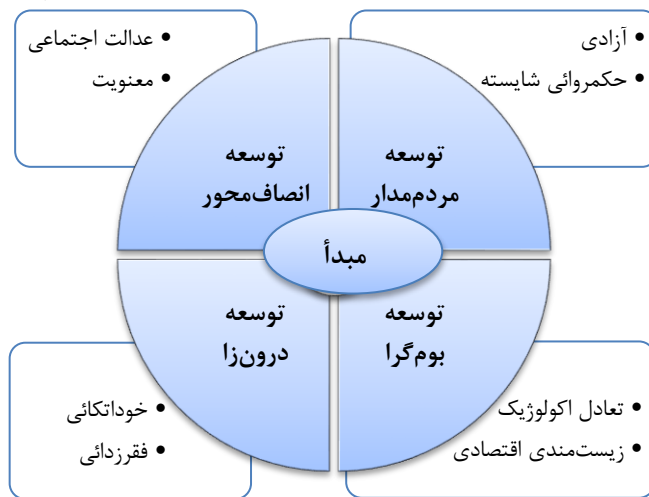 • آزادی
• حکمروائی شایسته
• عدالت اجتماعی
• معنویت
توسعه
مردم‌مدار
توسعه
انصاف‌محور
مبدأ
توسعه
بوم‌گرا
توسعه
درون‌زا
• تعادل اکولوژیک
• زیست‌مندی اقتصادی
• خوداتکائی
• فقرزدائی